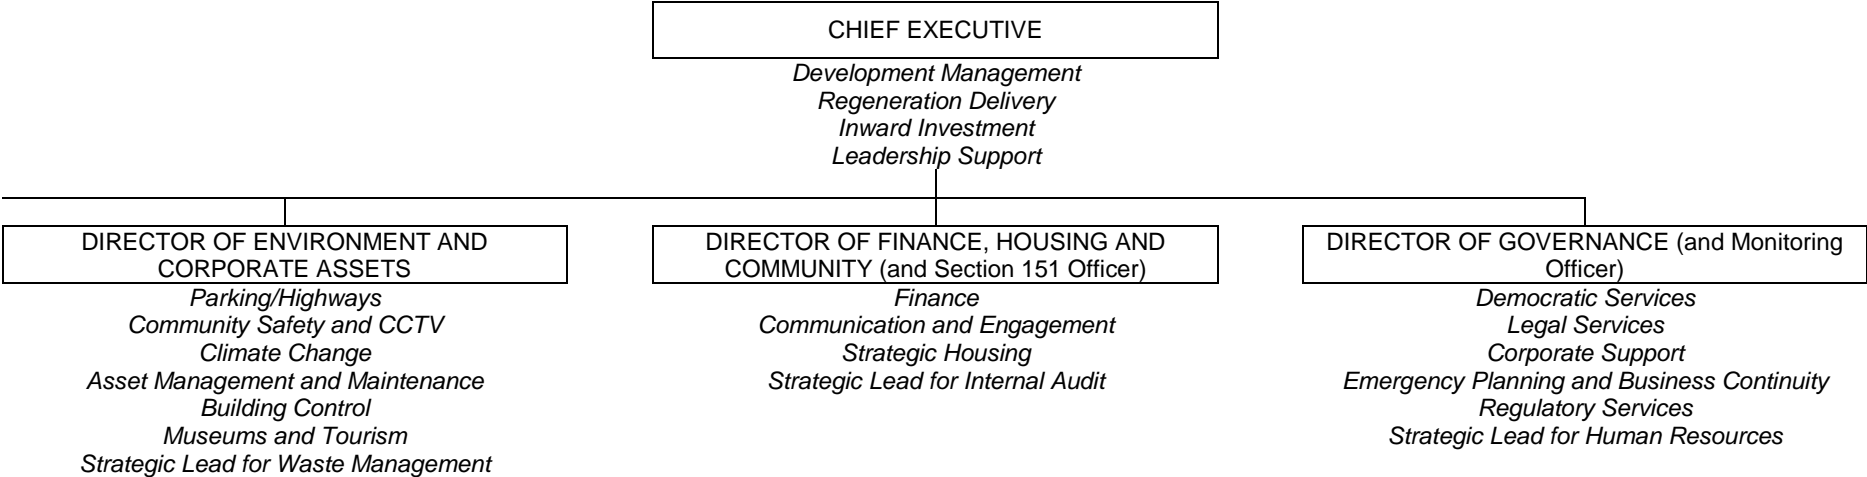 CHIEF EXECUTIVE
Development Management
Regeneration Delivery
Inward Investment
Leadership Support
DIRECTOR OF ENVIRONMENT AND
CORPORATE ASSETS
Parking/Highways
Community Safety and CCTV
Climate Change
Asset Management and Maintenance
Building Control
Museums and Tourism
Strategic Lead for Waste Management
DIRECTOR OF FINANCE, HOUSING AND
COMMUNITY (and Section 151 Officer)
Finance
Communication and Engagement
Strategic Housing
Strategic Lead for Internal Audit
DIRECTOR OF GOVERNANCE (and Monitoring
Officer)
Democratic Services
Legal Services
Corporate Support
Emergency Planning and Business Continuity
Regulatory Services
Strategic Lead for Human Resources